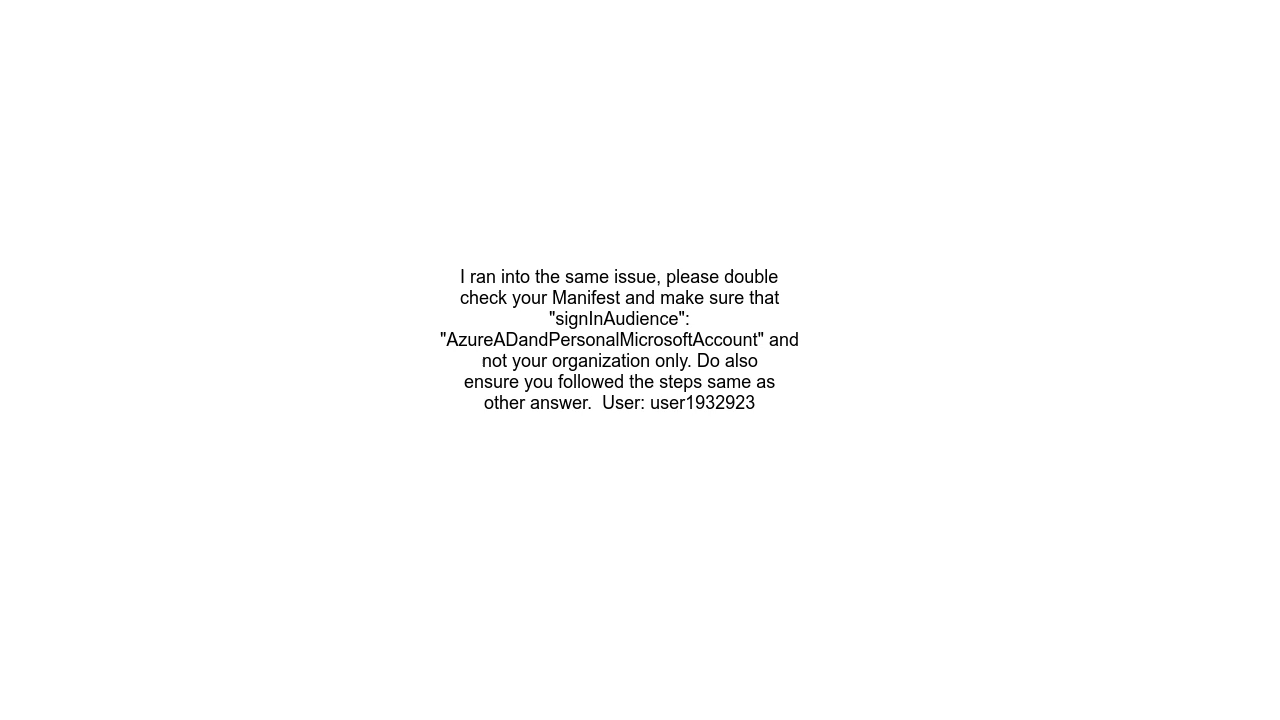 I ran into the same issue, please double
check your Manifest and make sure that
"signInAudience":
"AzureADandPersonalMicrosoftAccount" and
not your organization only. Do also
ensure you followed the steps same as
other answer.  User: user1932923